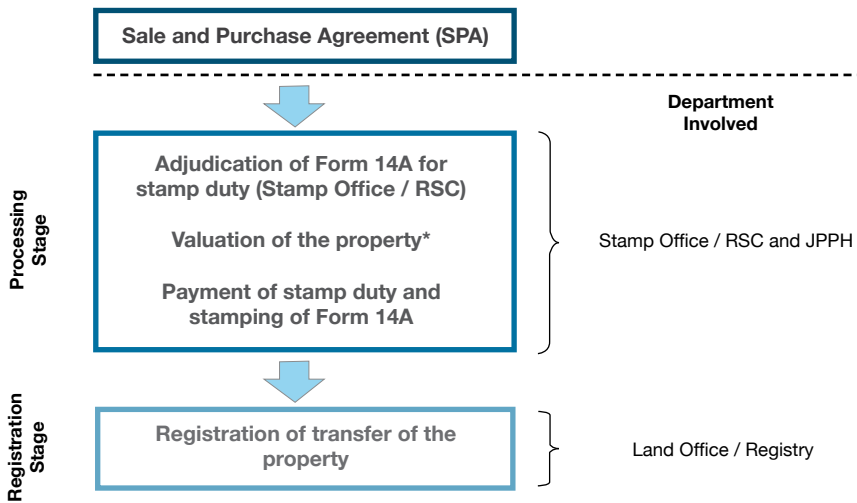 Sale and Purchase Agreement (SPA)
Department
Involved
Processing
Stage
Adjudication of Form 14A for
stamp duty (Stamp Office / RSC)
Valuation of the property*
Payment of stamp duty and
stamping of Form 14A
Stamp Office / RSC and JPPH
Registration
Stage
Registration of transfer of the
property
Land Office / Registry